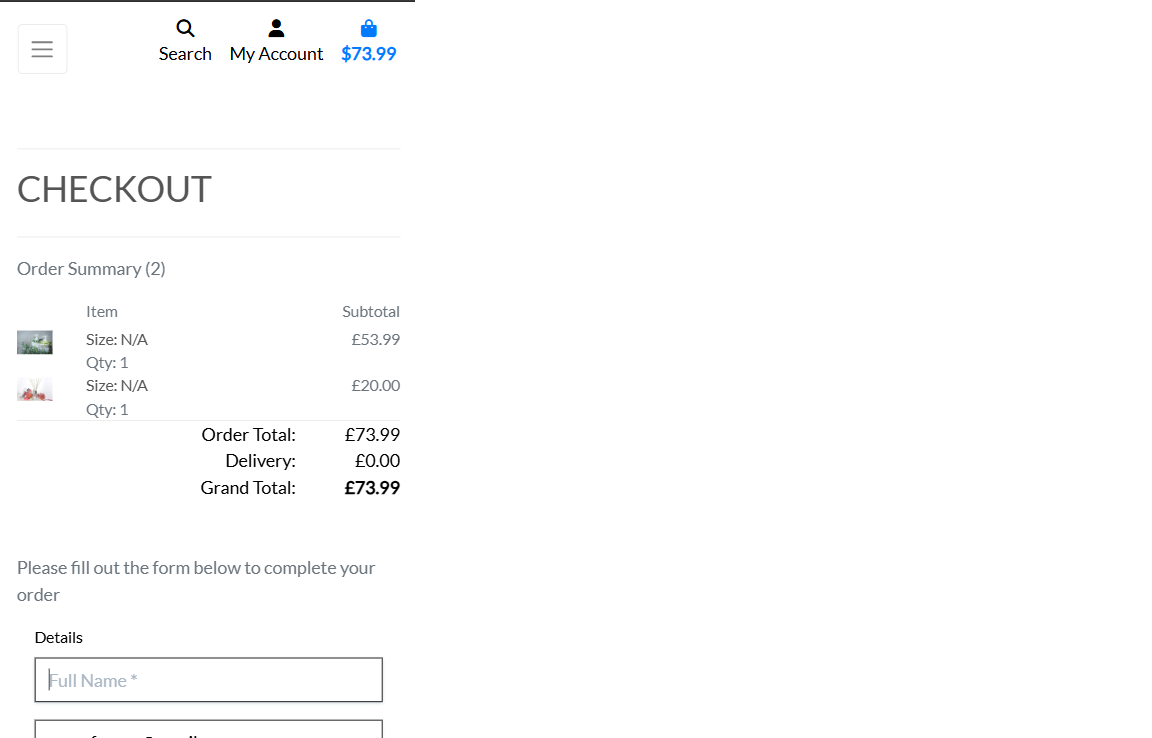 Search My Account $73.99
CHECKOUT
Order Summary (2)
Item Subtotal
Size: N/A £53.99
Qty: 1
Size: N/A £20.00
Qty: 1
Order Total: £73.99
Delivery: £0.00
Grand Total: £73.99
Please fill out the form below to complete your
order
Details
Full Name *